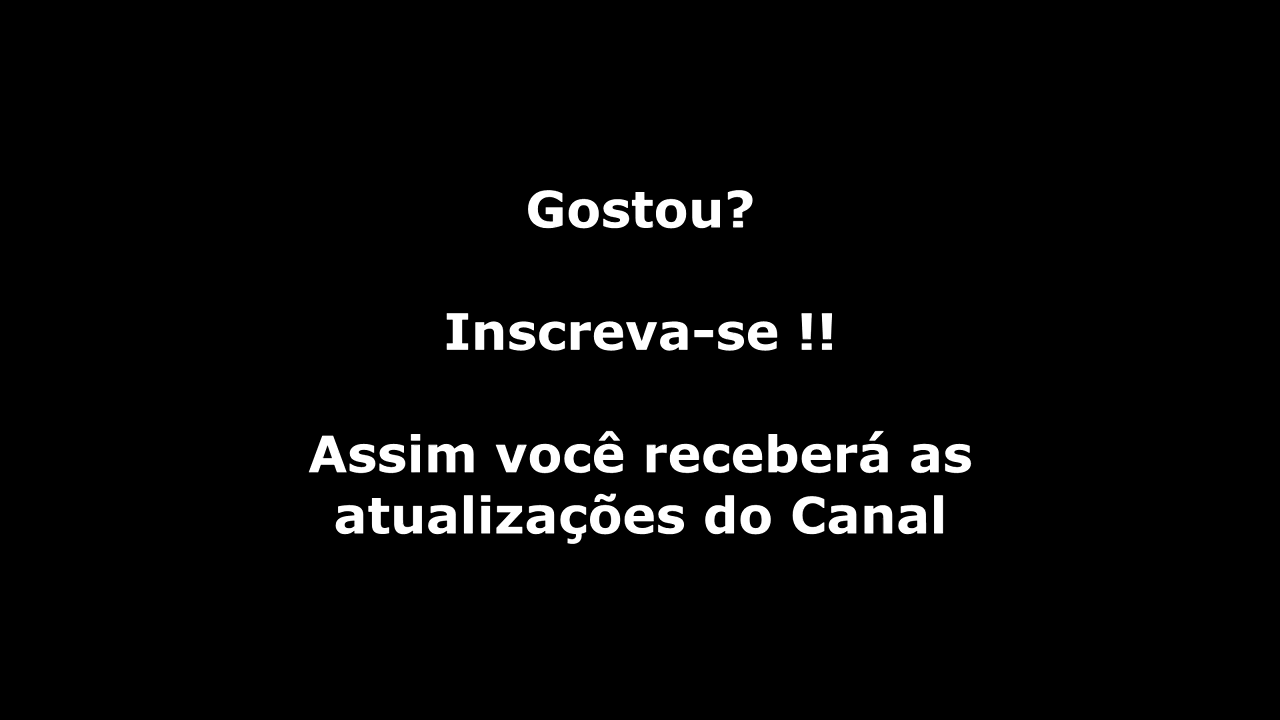 Gostou?
Inscreva-se !!
Assim você receberá as
atualizações do Canal